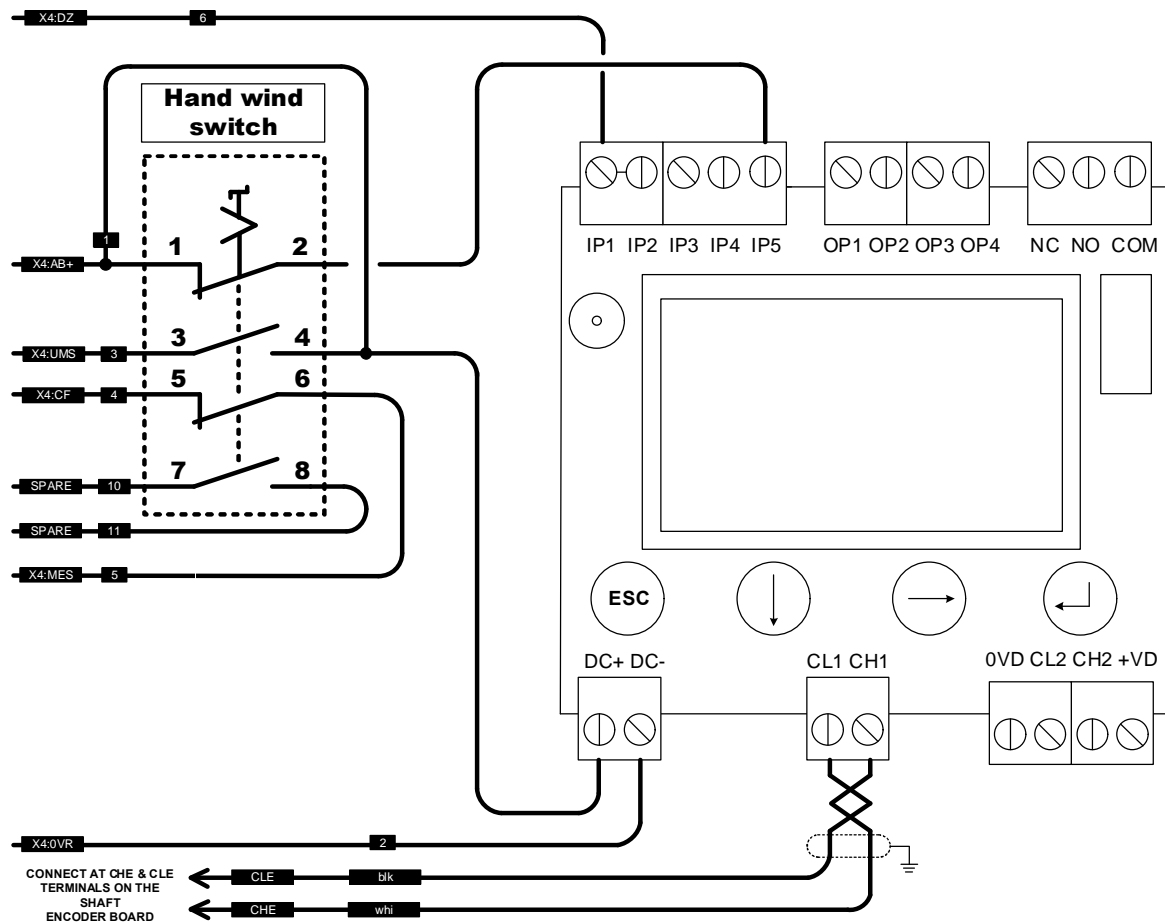 X4:DZ 6
Hand wind
switch
1
X4:AB+ 1 2
X4:UMS 3 3 4
X4:CF 4 5 6
SPARE 10 7 8
SPARE 11
X4:MES 5
IP1 IP2 IP3 IP4 IP5 OP1 OP2 OP3 OP4 NC NO COM
ESC
DC+ DC- CL1 CH1 0VD CL2 CH2 +VD
X4:0VR 2
CONNECT AT CHE & CLE
TERMINALS ON THE
SHAFT
ENCODER BOARD
CLE blk
CHE whi